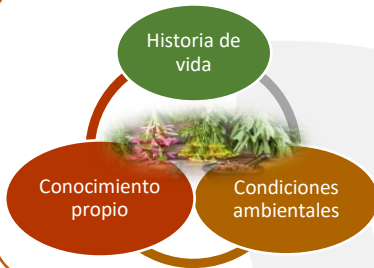 Historia de
vida
Conocimiento
propio
Condiciones
ambientales